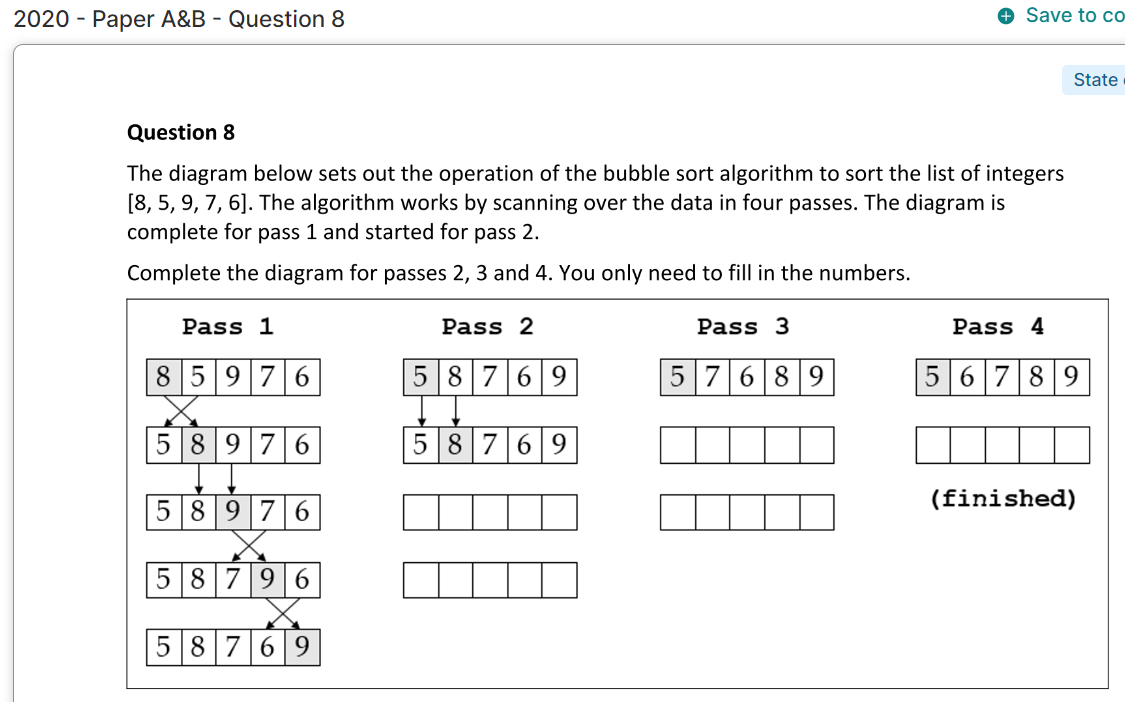 2020 - Paper A&B - Question 8
Save to co
State
Question 8
The diagram below sets out the operation of the bubble sort algorithm to sort the list of integers
[8, 5, 9, 7, 6]. The algorithm works by scanning over the data in four passes. The diagram is
complete for pass 1 and started for pass 2.
Complete the diagram for passes 2, 3 and 4. You only need to fill in the numbers.
Pass 1
8 5 9 7 6
5 8 9 7 6
5 8 9 7 6
5 8 7 9 6
5 8 7 6 9
Pass 2
5 8 7 6 9
5 8 7 6 9
Pass 3
5 7 6 8 9
Pass 4
5 6 7 8 9
(finished)